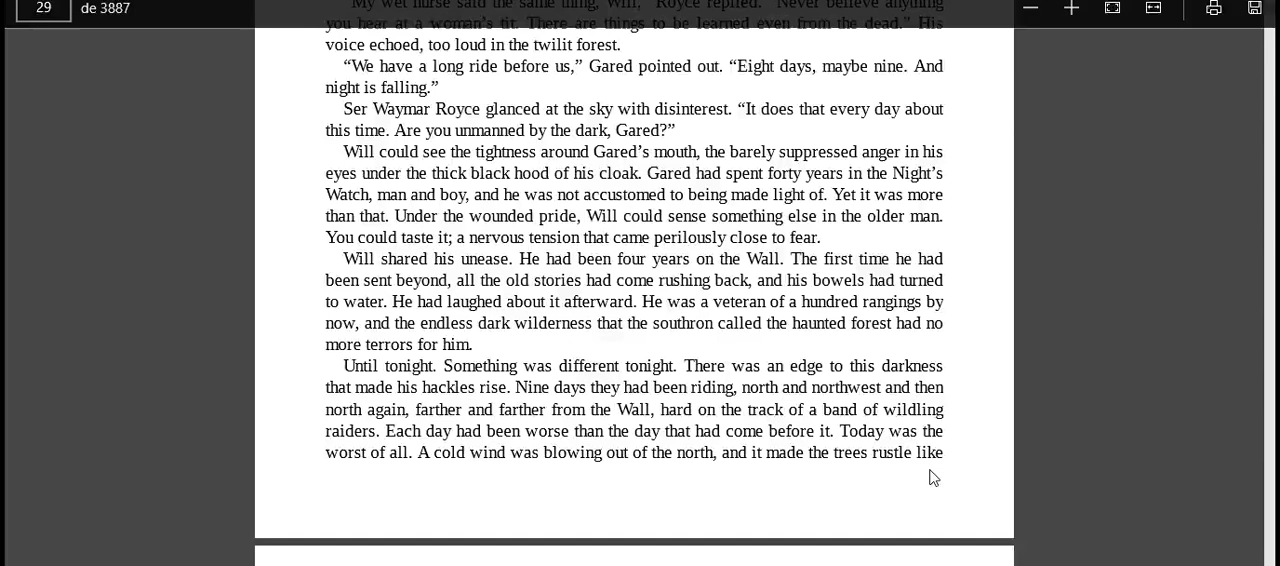 29 de 3887
My wet nurse said the same thing, Will,” Royce replied. “Never believe anything
you hear at a woman’s tit. There are things to be learned even from the dead.” His
voice echoed, too loud in the twilit forest.
“We have a long ride before us,” Gared pointed out. “Eight days, maybe nine. And
night is falling.”
Ser Waymar Royce glanced at the sky with disinterest. “It does that every day about
this time. Are you unmanned by the dark, Gared?”
Will could see the tightness around Gared’s mouth, the barely suppressed anger in his
eyes under the thick black hood of his cloak. Gared had spent forty years in the Night’s
Watch, man and boy, and he was not accustomed to being made light of. Yet it was more
than that. Under the wounded pride, Will could sense something else in the older man.
You could taste it; a nervous tension that came perilously close to fear.
Will shared his unease. He had been four years on the Wall. The first time he had
been sent beyond, all the old stories had come rushing back, and his bowels had turned
to water. He had laughed about it afterward. He was a veteran of a hundred rangings by
now, and the endless dark wilderness that the southron called the haunted forest had no
more terrors for him.
Until tonight. Something was different tonight. There was an edge to this darkness
that made his hackles rise. Nine days they had been riding, north and northwest and then
north again, farther and farther from the Wall, hard on the track of a band of wildling
raiders. Each day had been worse than the day that had come before it. Today was the
worst of all. A cold wind was blowing out of the north, and it made the trees rustle like